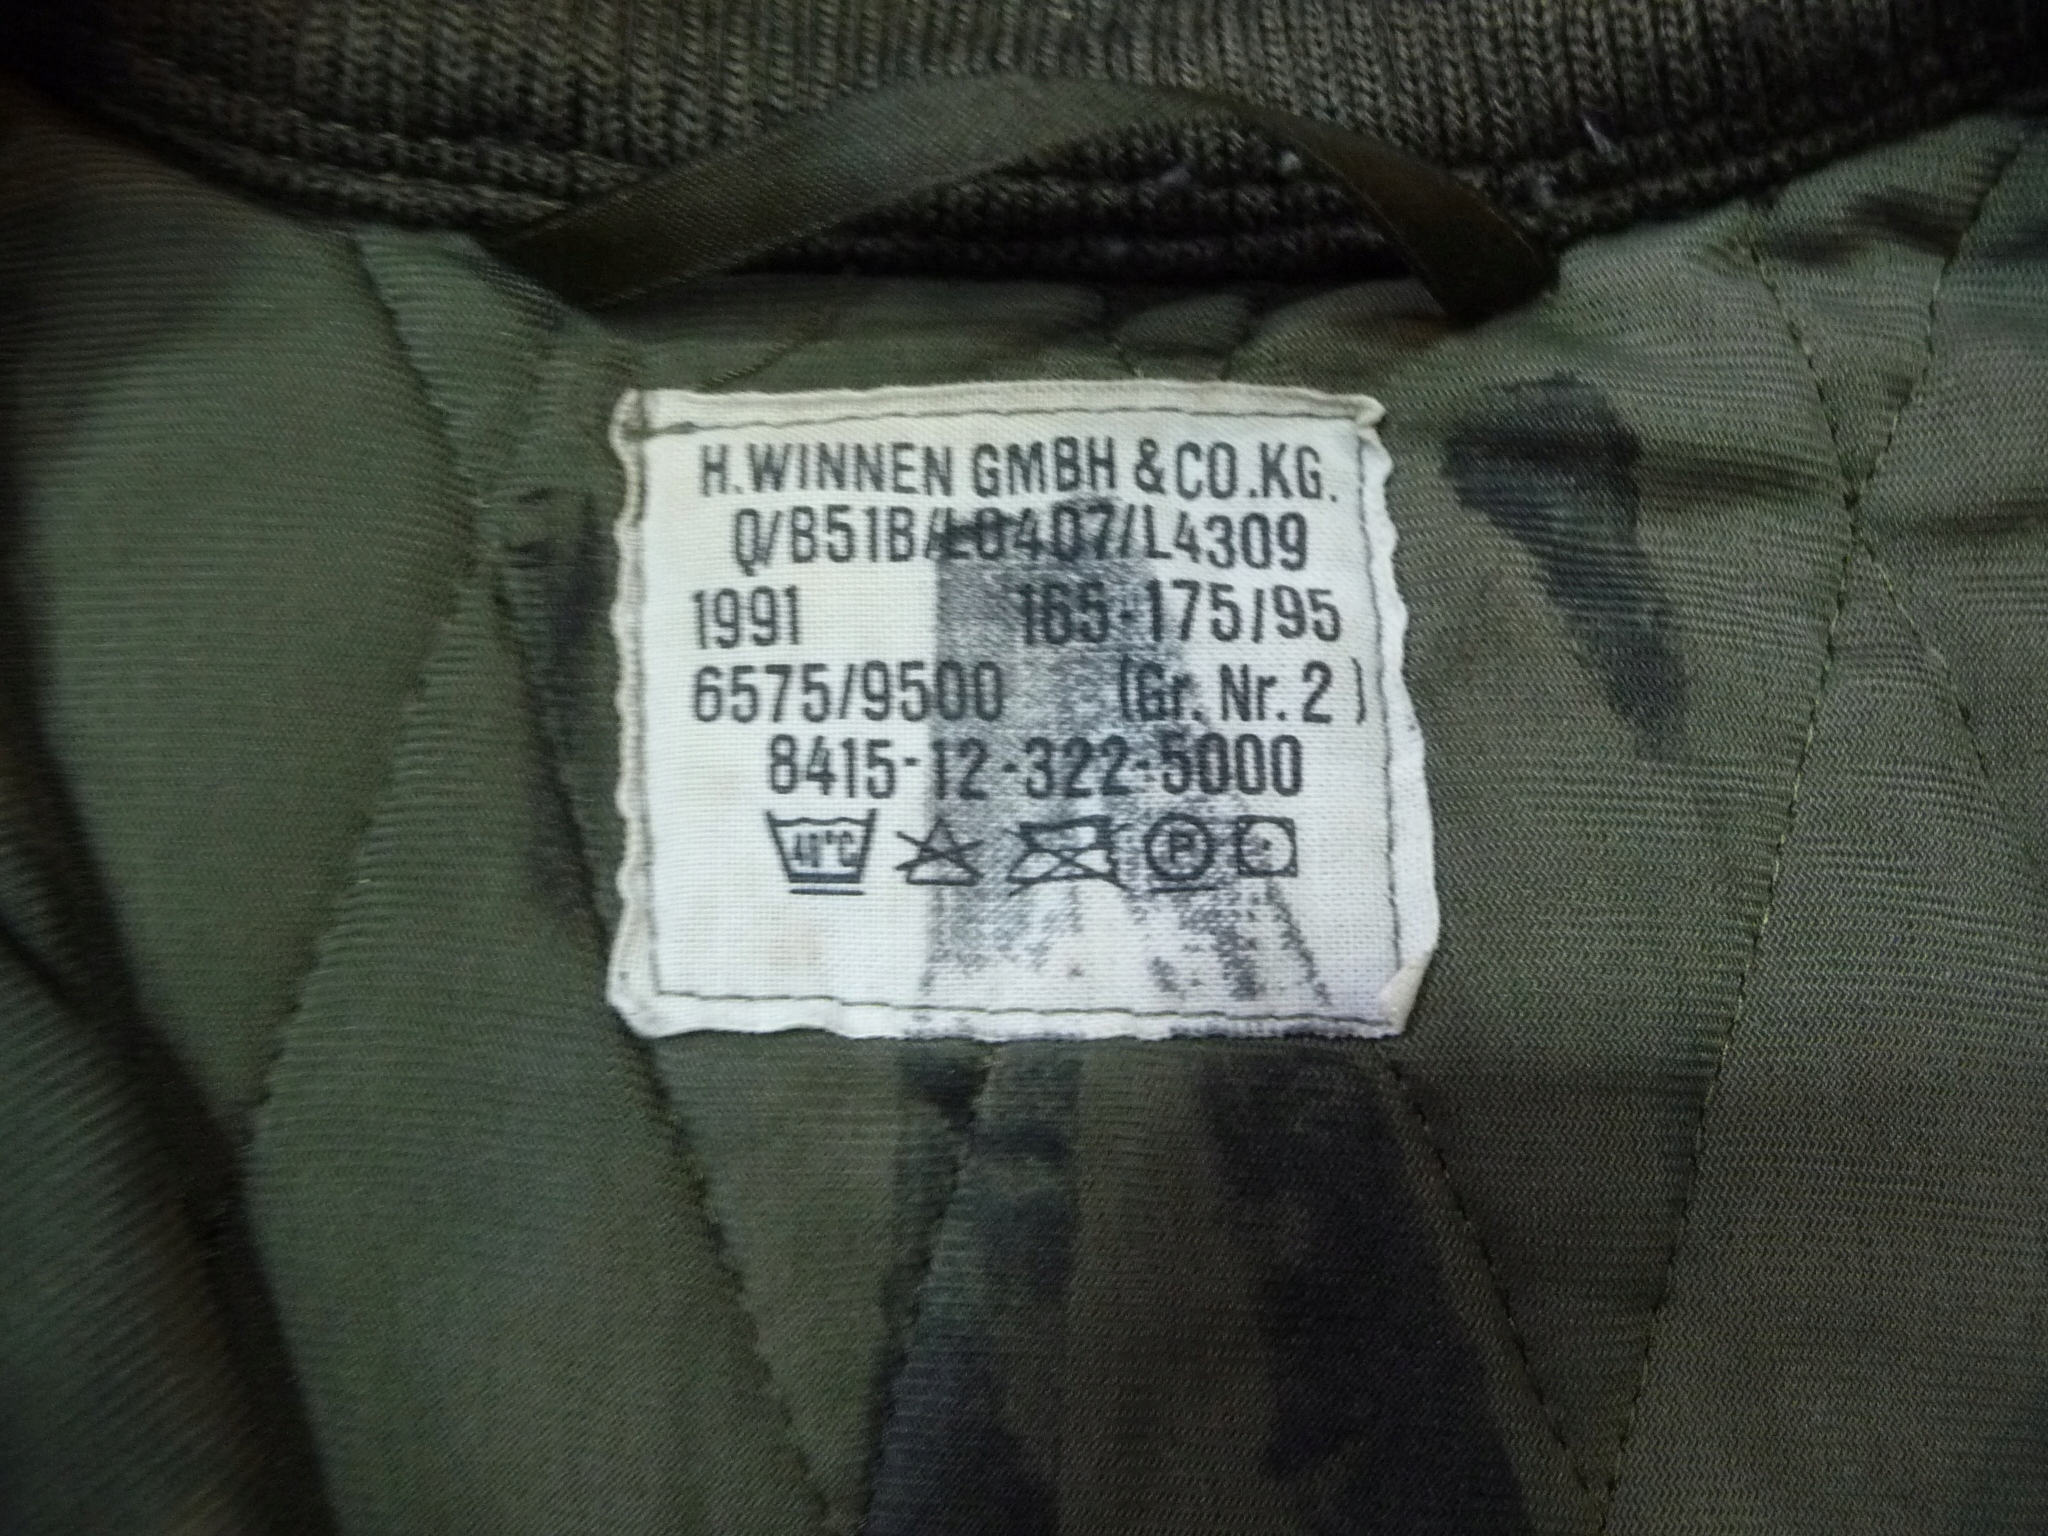 H.WINNEN GMBH & CO.KG.
Q/B51B/L0407/L4309
1991 165-175/95
6575/9500 (Gr. Nr. 2 )
8415-12-322-5000
40°C P